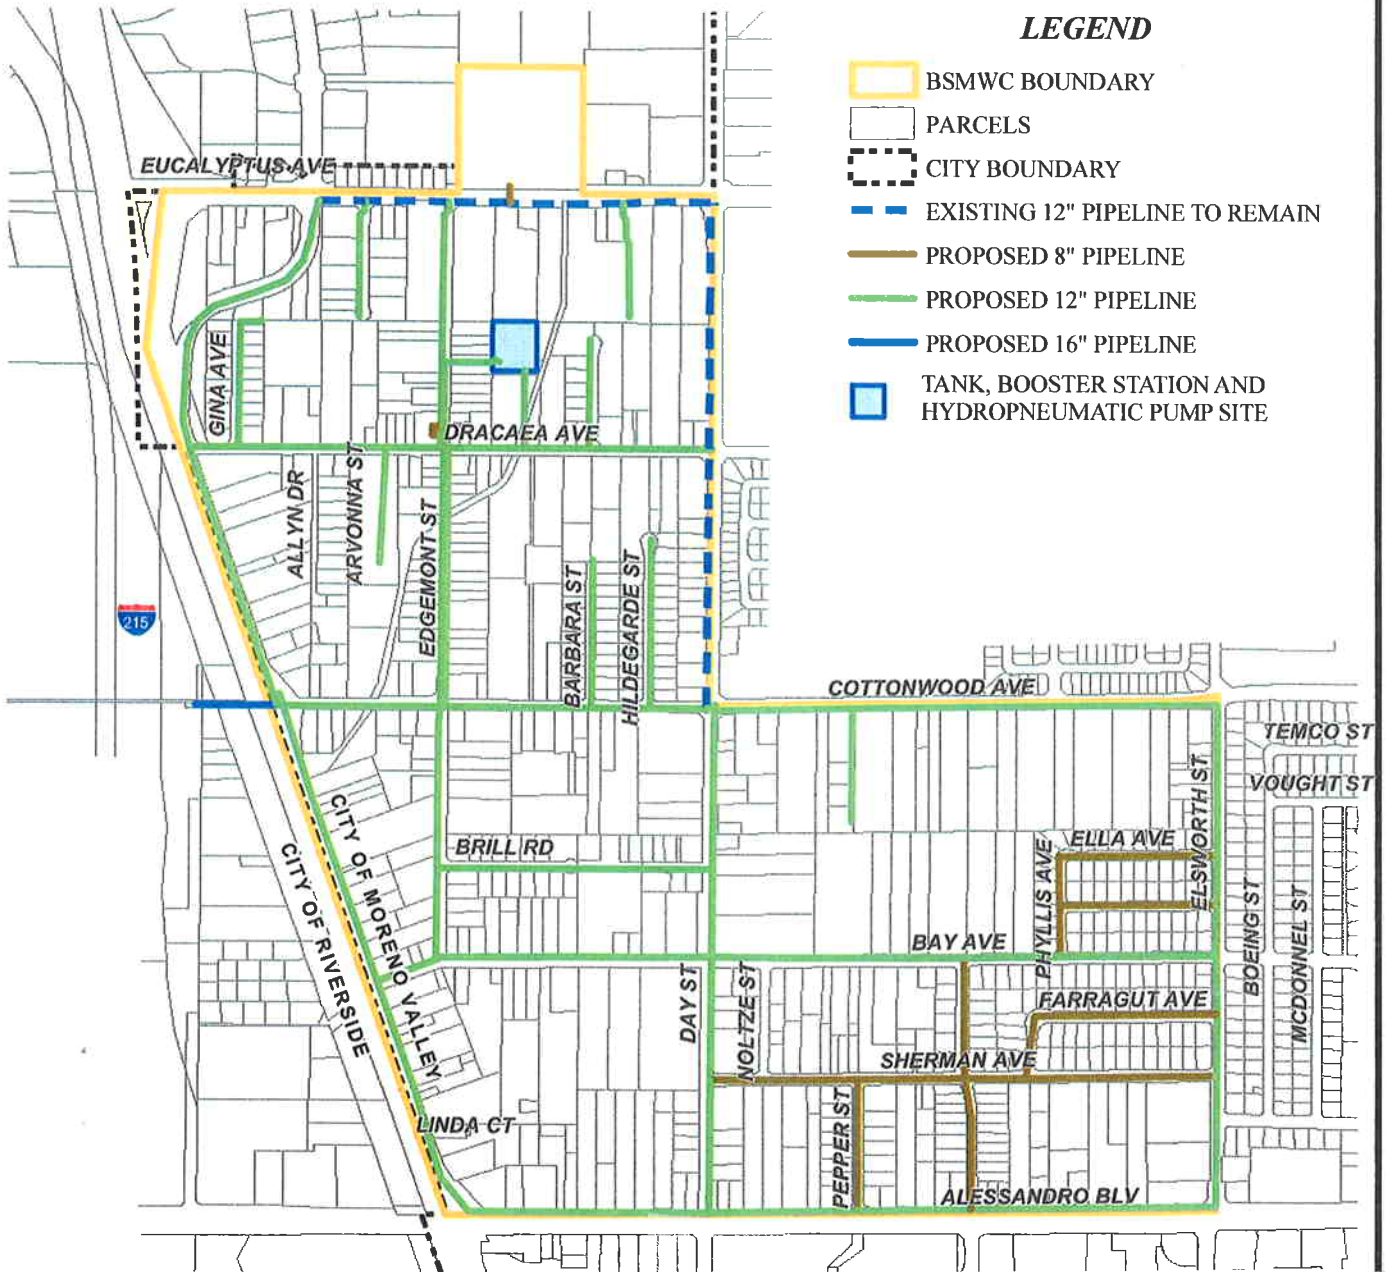 LEGEND
BSMWC BOUNDARY
PARCELS
CITY BOUNDARY
EXISTING 12" PIPELINE TO REMAIN
PROPOSED 8" PIPELINE
PROPOSED 12" PIPELINE
PROPOSED 16" PIPELINE
TANK, BOOSTER STATION AND
HYDROPNEUMATIC PUMP SITE
EUCALYPTUS AVE
GINA AVE
DRACAEA AVE
ALLYN DR
ARVONNA ST
EDGEMONT ST
BARBARA ST
HILDEGARDE ST
215
COTTONWOOD AVE
TEMCO ST
VOUGHT ST
ELSWORTH ST
CITY OF MORENO VALLEY
CITY OF RIVERSIDE
BRILL RD
ELLA AVE
PHYLLIS AVE
BOEING ST
MCDONNEL ST
BAY AVE
DAY ST
NOLTZE ST
FARRAGUT AVE
SHERMAN AVE
LINDA CT
PEPPER ST
ALESSANDRO BLV